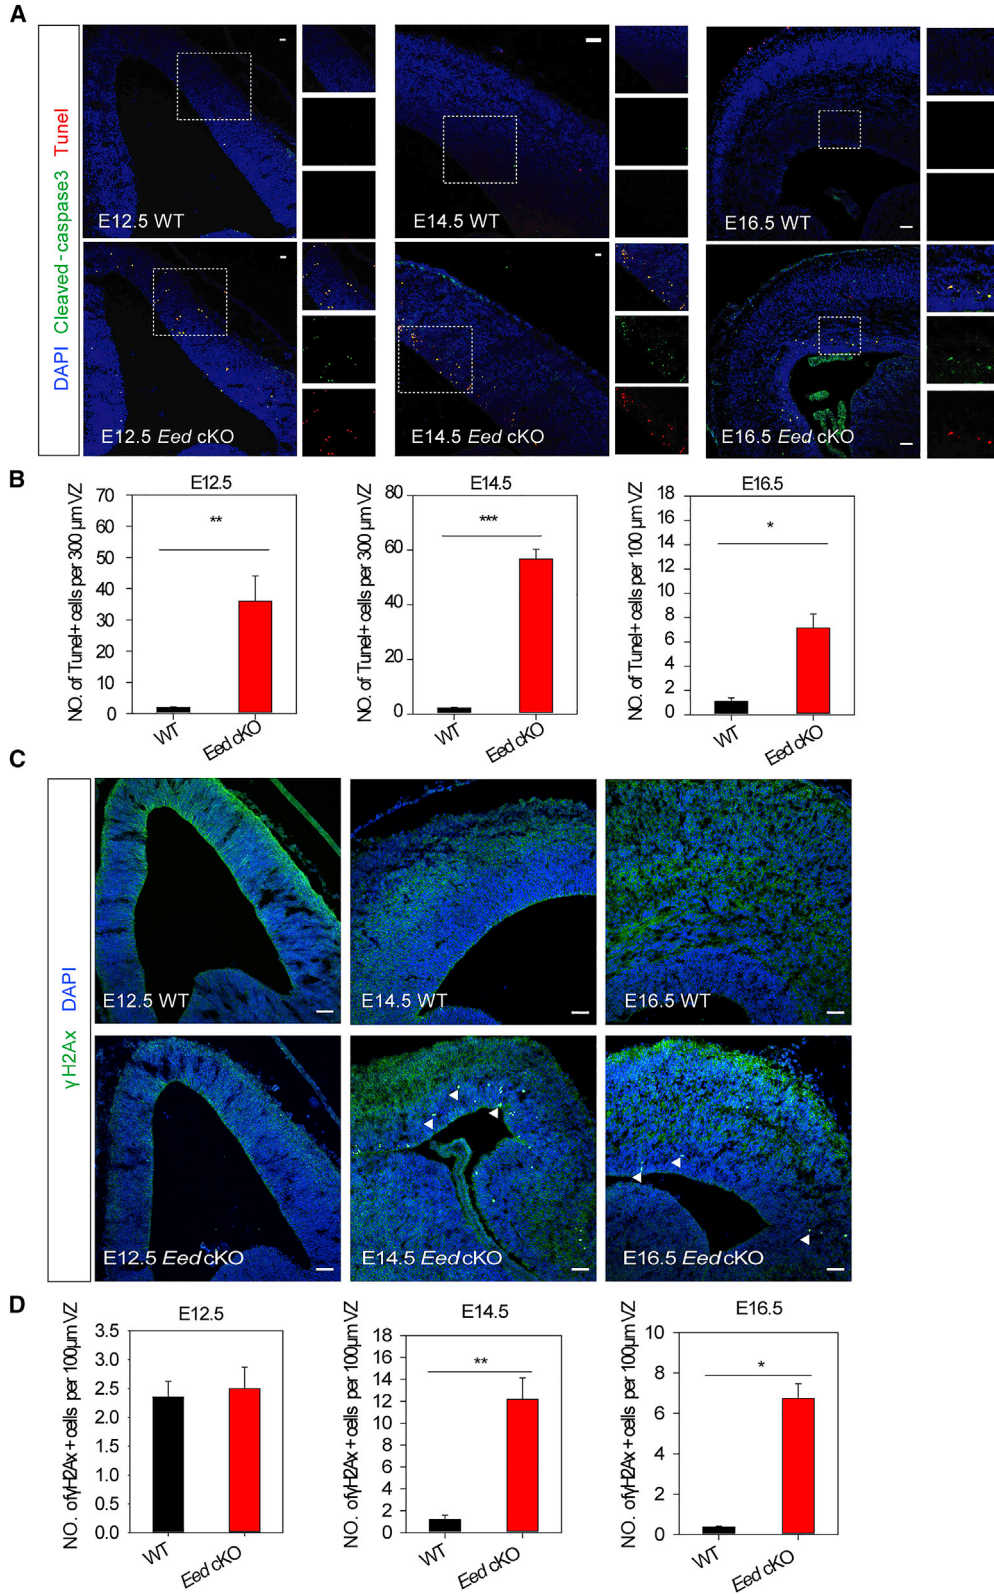 A
DAPI Cleaved-caspase3 Tunel
E12.5 WT
E14.5 WT
E16.5 WT
E12.5 Eed cKO
E14.5 Eed cKO
E16.5 Eed cKO
B
E12.5
NO. of Tunel+ cells per 300 µm VZ
70
60
50
40
30
20
10
0
**
WT
Eed cKO
E14.5
NO. of Tunel+ cells per 300 µm VZ
80
60
40
20
0
***
WT
Eed cKO
E16.5
NO. of Tunel+ cells per 100 µm VZ
18
16
14
12
10
8
6
4
2
0
*
WT
Eed cKO
C
γH2Ax DAPI
E12.5 WT
E14.5 WT
E16.5 WT
E12.5 Eed cKO
E14.5 Eed cKO
E16.5 Eed cKO
D
E12.5
NO. of γH2Ax + cells per 100µm VZ
3.5
3.0
2.5
2.0
1.5
1.0
0.5
0.0
WT
Eed cKO
E14.5
NO. of γH2Ax + cells per 100µm VZ
18
16
14
12
10
8
6
4
2
0
**
WT
Eed cKO
E16.5
NO. of γH2Ax + cells per 100µm VZ
10
8
6
4
2
0
*
WT
Eed cKO